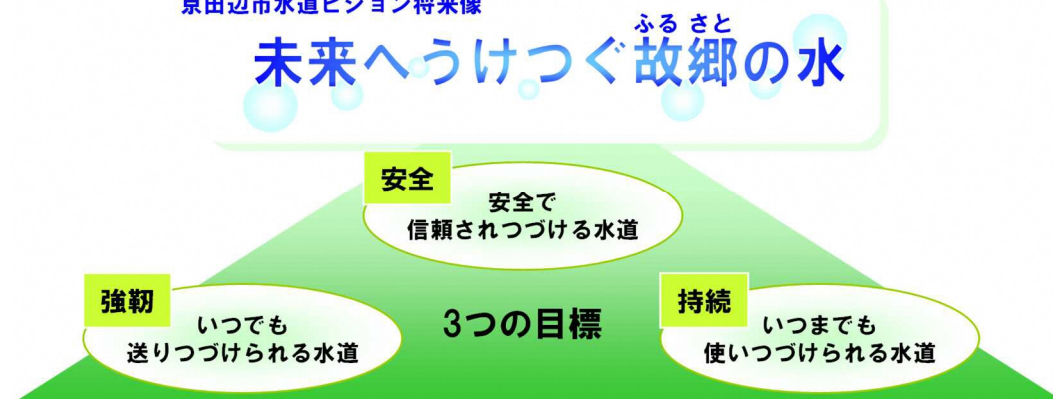 京田辺市水道ビジョン将来像
ふる さと
未来へうけつぐ故郷の水
安全
安全で
信頼されつづける水道
強靭
いつでも
送りつづけられる水道
3つの目標
持続
いつまでも
使いつづけられる水道